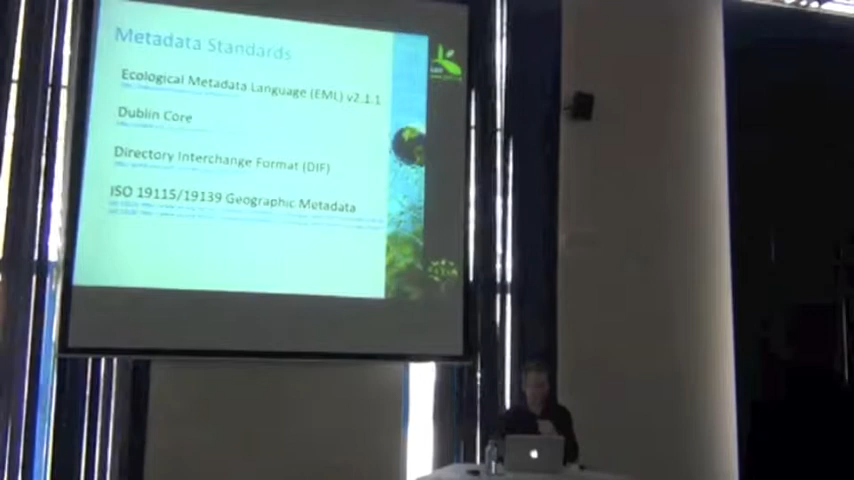 Metadata Standards
Ecological Metadata Language (EML) v2.1.1
Dublin Core
Directory Interchange Format (DIF)
ISO 19115/19139 Geographic Metadata